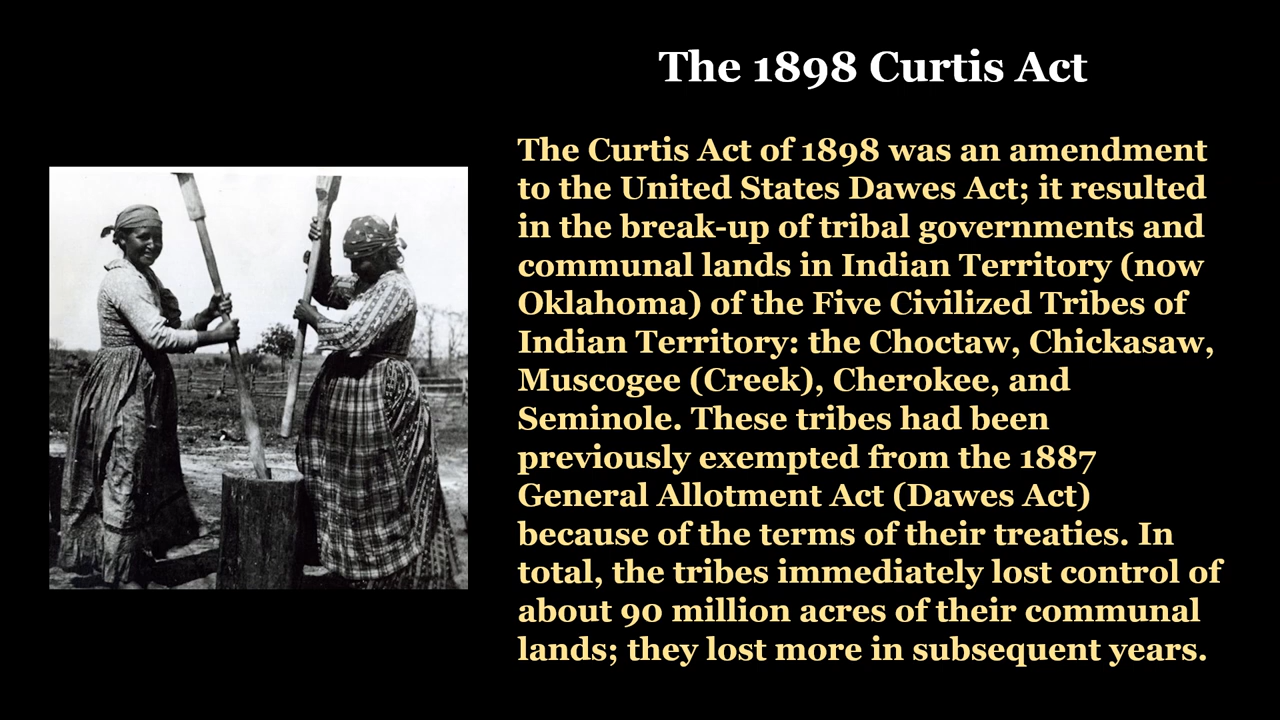 The 1898 Curtis Act
The Curtis Act of 1898 was an amendment
to the United States Dawes Act; it resulted
in the break-up of tribal governments and
communal lands in Indian Territory (now
Oklahoma) of the Five Civilized Tribes of
Indian Territory: the Choctaw, Chickasaw,
Muscogee (Creek), Cherokee, and
Seminole. These tribes had been
previously exempted from the 1887
General Allotment Act (Dawes Act)
because of the terms of their treaties. In
total, the tribes immediately lost control of
about 90 million acres of their communal
lands; they lost more in subsequent years.